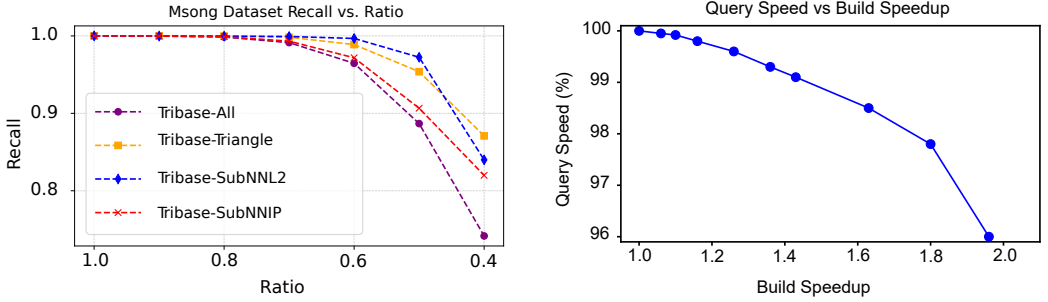 Msong Dataset Recall vs. Ratio
1.0
0.9
0.8
Recall
Tribase-All
Tribase-Triangle
Tribase-SubNNL2
Tribase-SubNNIP
1.0
0.8
0.6
0.4
Ratio
Query Speed vs Build Speedup
100
99
98
97
96
Query Speed (%)
1.0
1.2
1.4
1.6
1.8
2.0
Build Speedup